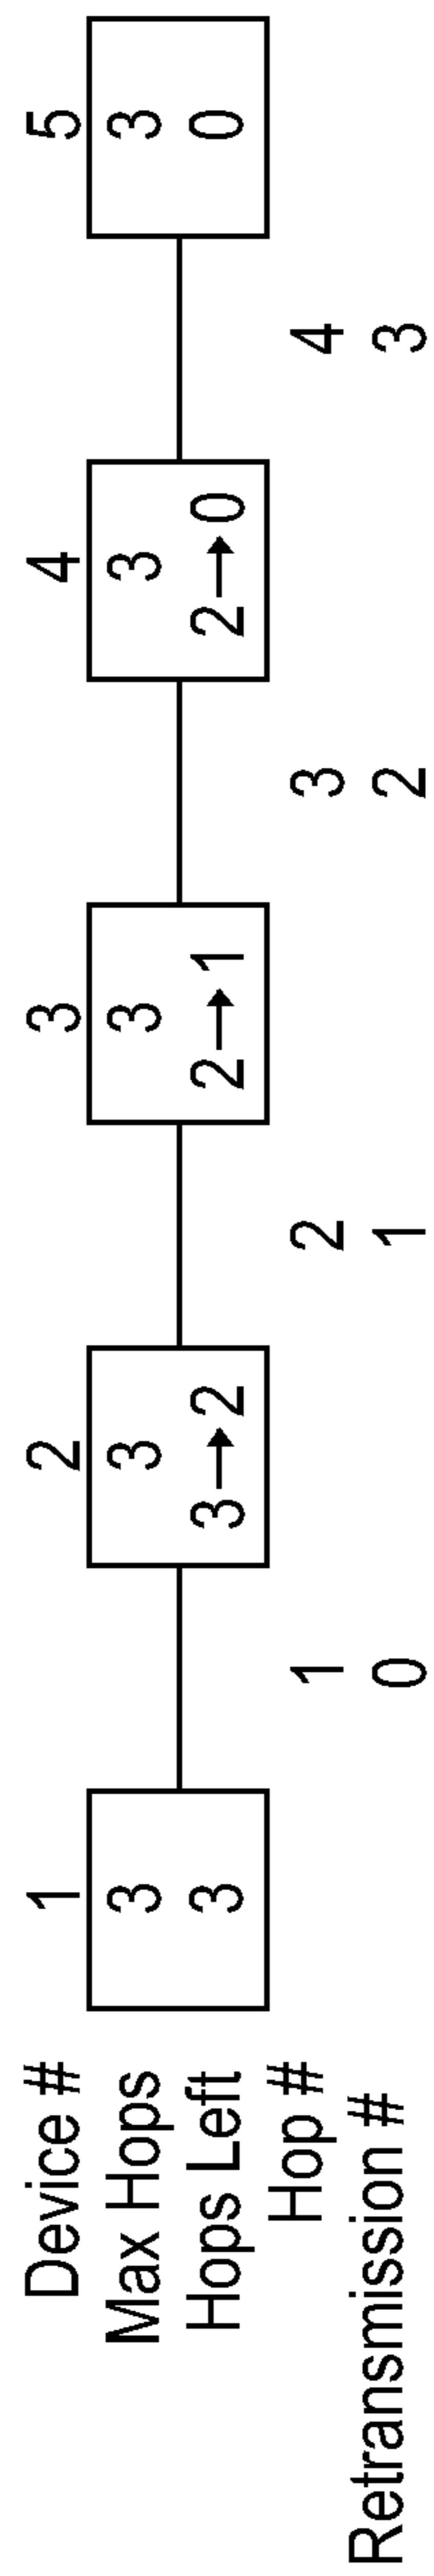 Device # 1 2 3 4 5
Max Hops 3 3 3 3 3
Hops Left 3 3→2 2→1 2→0 0
Hop # 1 2 3 4
Retransmission # 0 1 2 3